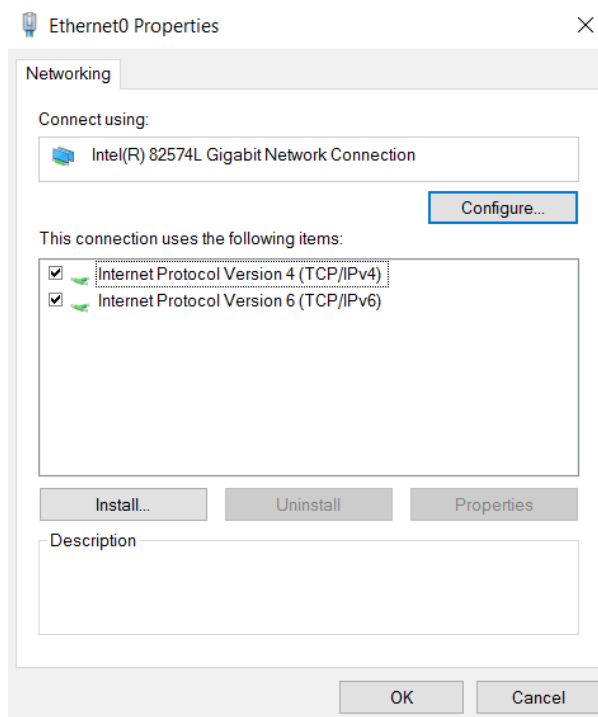 Ethernet0 Properties
Networking
Connect using:
Intel(R) 82574L Gigabit Network Connection
Configure...
This connection uses the following items:
Internet Protocol Version 4 (TCP/IPv4)
Internet Protocol Version 6 (TCP/IPv6)
Install...
Uninstall
Properties
Description
OK
Cancel